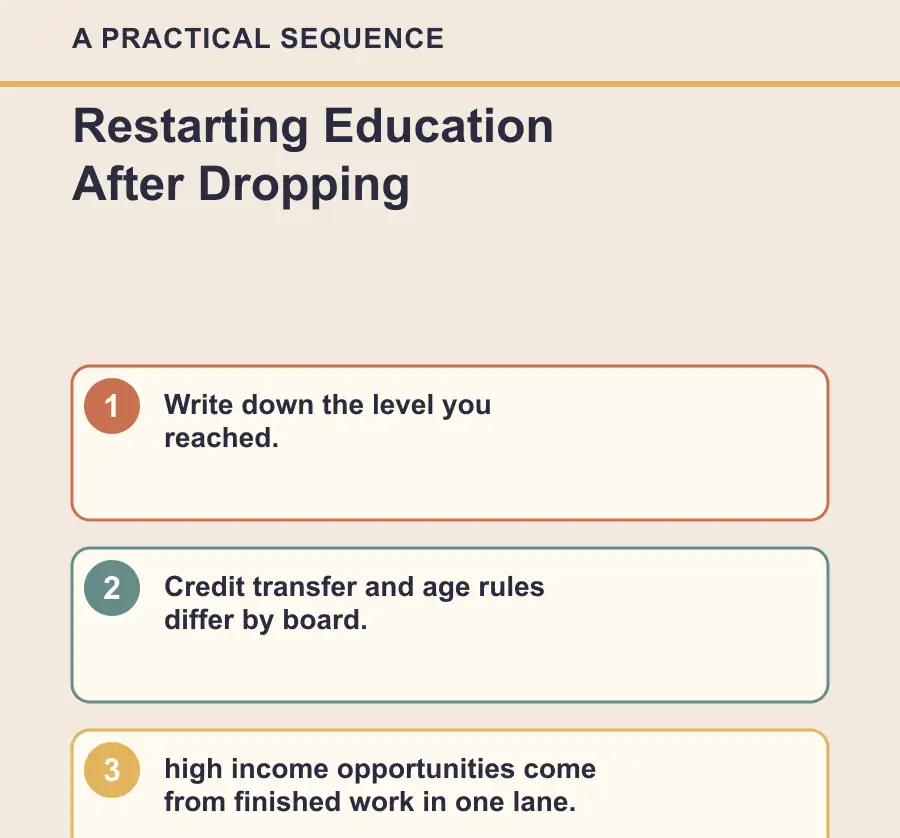 A PRACTICAL SEQUENCE
Restarting Education
After Dropping
1
Write down the level you
reached.
2
Credit transfer and age rules
differ by board.
3
high income opportunities come
from finished work in one lane.